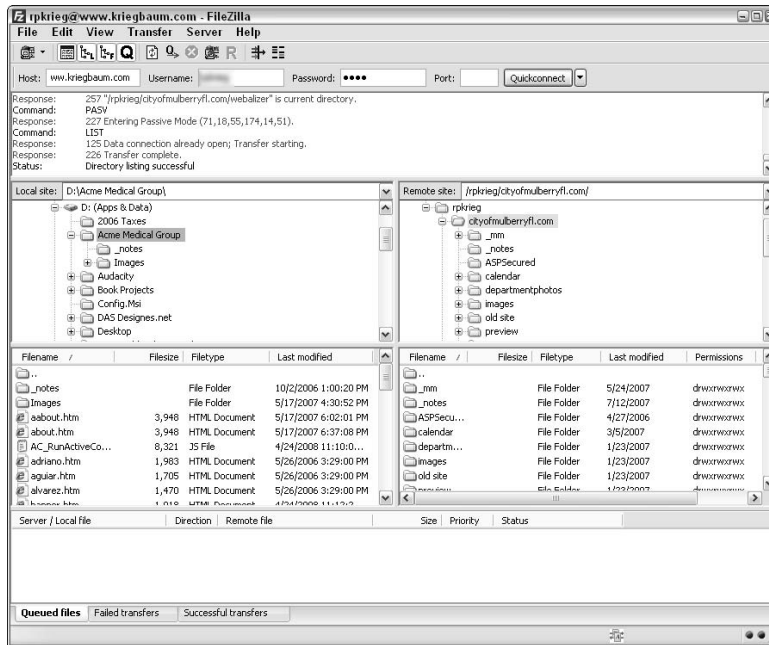 rpkrieg@www.kriegbaum.com - FileZilla
File Edit View Transfer Server Help
Host: ww.kriegbaum.com Username: Password: •••• Port: Quickconnect
Response: 257 "/rpkrieg/cityofmulberryfl.com/webalizer" is current directory.
Command: PASV
Response: 227 Entering Passive Mode (71,18,55,174,14,51).
Command: LIST
Response: 125 Data connection already open; Transfer starting.
Response: 226 Transfer complete.
Status: Directory listing successful
Local site: D:\Acme Medical Group\
D: (Apps & Data)
2006 Taxes
Acme Medical Group
_notes
Images
Audacity
Book Projects
Config.Msi
DAS Designes.net
Desktop
Remote site: /rpkrieg/cityofmulberryfl.com/
rpkrieg
cityofmulberryfl.com
_mm
_notes
ASPSecured
calendar
departmentphotos
images
old site
preview
Filename / Filesize Filetype Last modified
..
_notes File Folder 10/2/2006 1:00:20 PM
Images File Folder 5/17/2007 4:30:52 PM
aabout.htm 3,948 HTML Document 5/17/2007 6:02:01 PM
about.htm 3,948 HTML Document 5/17/2007 6:37:08 PM
AC_RunActiveCo... 8,321 JS File 4/24/2008 11:10:0...
adriano.htm 1,983 HTML Document 5/26/2006 3:29:00 PM
aguiar.htm 1,705 HTML Document 5/26/2006 3:29:00 PM
alvarez.htm 1,470 HTML Document 5/26/2006 3:29:00 PM
Filename / Filesize Filetype Last modified Permissions
..
_mm File Folder 5/24/2007 drwxrwxrwx
_notes File Folder 7/12/2007 drwxrwxrwx
ASPSecu... File Folder 4/27/2006 drwxrwxrwx
calendar File Folder 3/5/2007 drwxrwxrwx
departm... File Folder 1/23/2007 drwxrwxrwx
images File Folder 1/23/2007 drwxrwxrwx
old site File Folder 1/23/2007 drwxrwxrwx
preview File Folder 1/23/2007 drwxrwxrwx
Server / Local file Direction Remote file Size Priority Status
Queued files Failed transfers Successful transfers